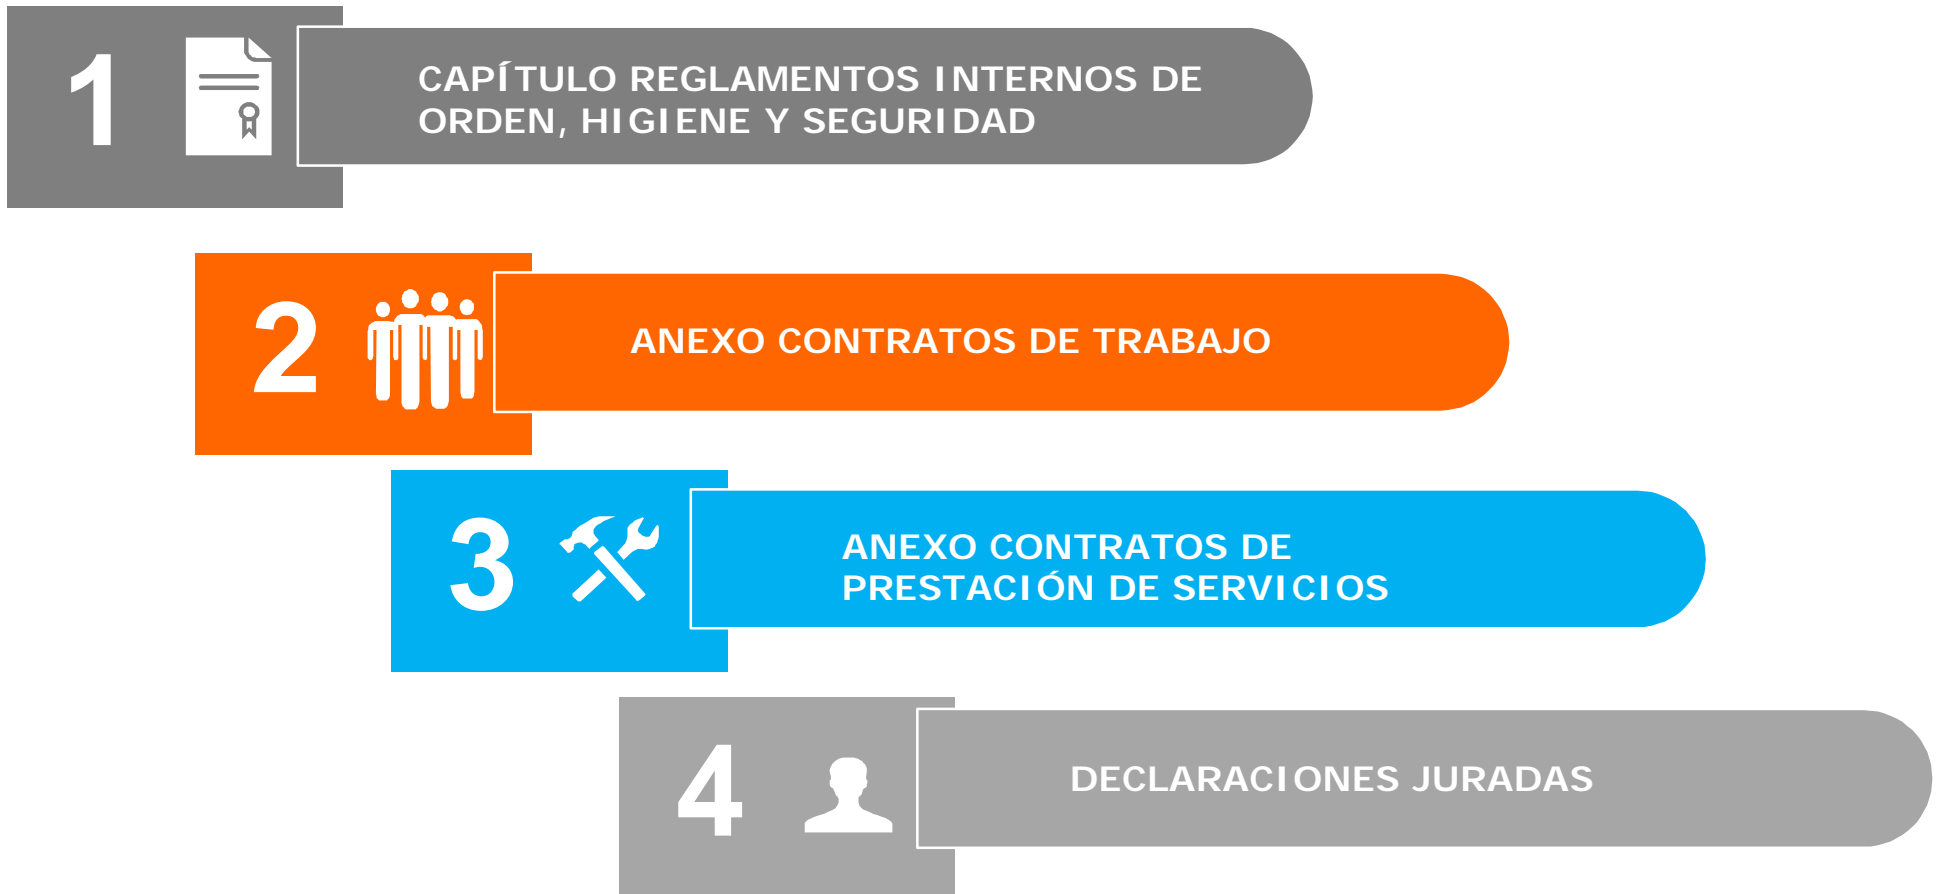 1
CAPÍTULO REGLAMENTOS INTERNOS DE
ORDEN, HIGIENE Y SEGURIDAD
2
ANEXO CONTRATOS DE TRABAJO
3
ANEXO CONTRATOS DE
PRESTACIÓN DE SERVICIOS
4
DECLARACIONES JURADAS